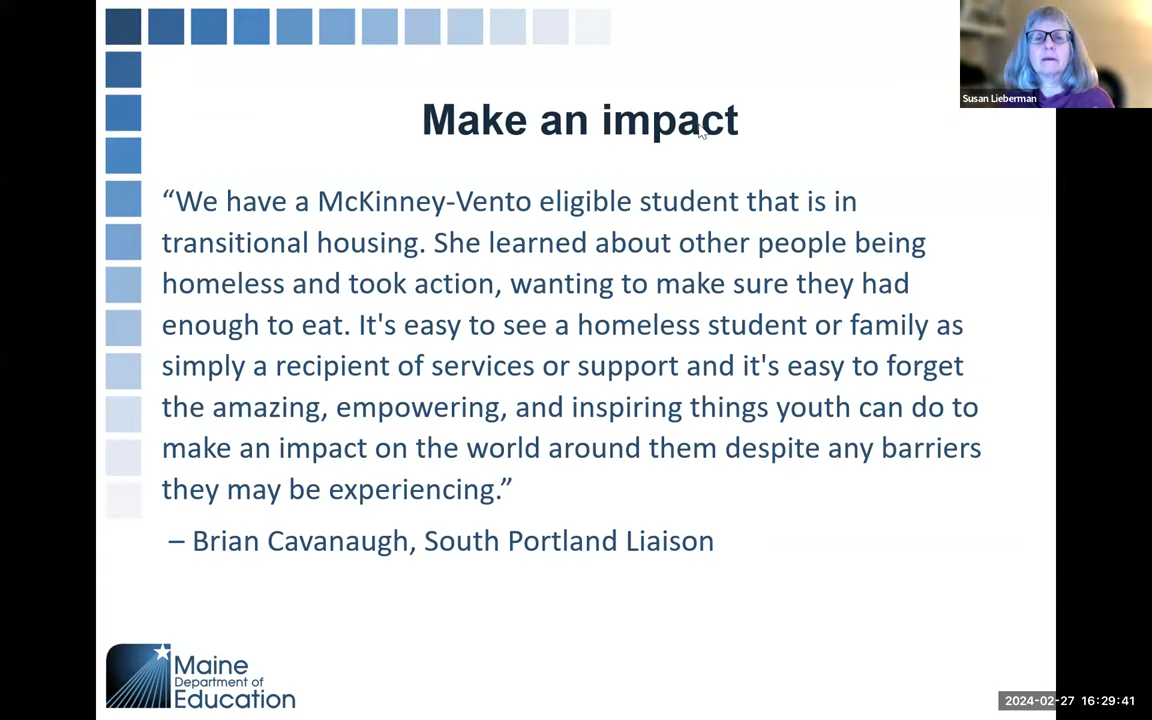 Susan Lieberman
Make an impact
“We have a McKinney-Vento eligible student that is in
transitional housing. She learned about other people being
homeless and took action, wanting to make sure they had
enough to eat. It's easy to see a homeless student or family as
simply a recipient of services or support and it's easy to forget
the amazing, empowering, and inspiring things youth can do to
make an impact on the world around them despite any barriers
they may be experiencing.”
– Brian Cavanaugh, South Portland Liaison
Maine
Department of
Education
2024-02-27 16:29:41